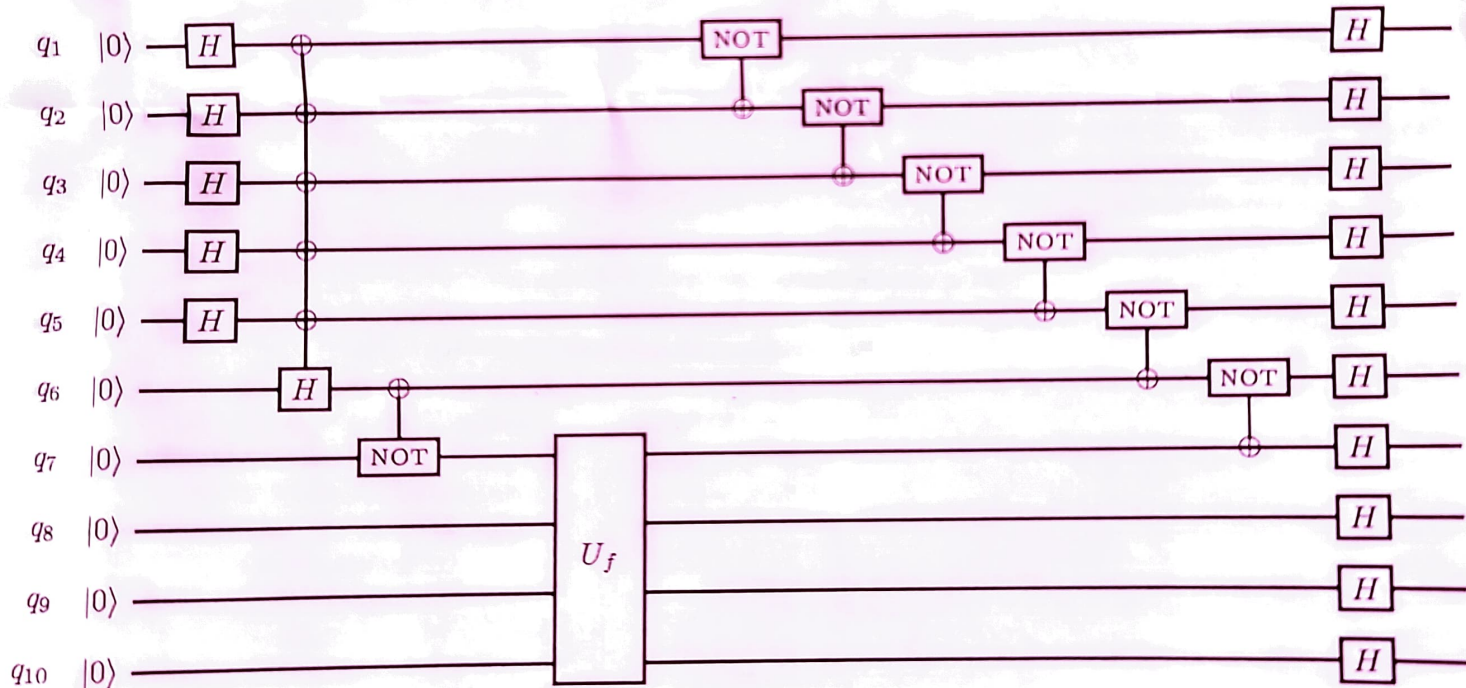 q1 |0⟩ H NOT H
q2 |0⟩ H NOT H
q3 |0⟩ H NOT H
q4 |0⟩ H NOT H
q5 |0⟩ H NOT H
q6 |0⟩ H NOT H
q7 |0⟩ NOT H
q8 |0⟩ H
Uf
q9 |0⟩ H
q10 |0⟩ H